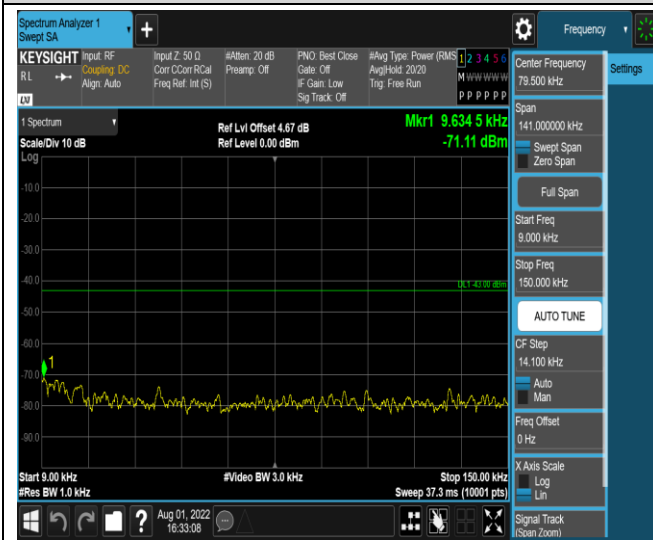 Spectrum Analyzer 1
Swept SA
+
Frequency
KEYSIGHT
RL
LXI
Input: RF
Coupling: DC
Align: Auto
Input Z: 50 Ω
Corr CCorr RCal
Freq Ref: Int (S)
#Atten: 20 dB
Preamp: Off
PNO: Best Close
Gate: Off
IF Gain: Low
Sig Track: Off
#Avg Type: Power (RMS
Avg|Hold: 20/20
Trig: Free Run
1 2 3 4 5 6
M W W W W W
P P P P P P
1 Spectrum
Scale/Div 10 dB
Ref Lvl Offset 4.67 dB
Ref Level 0.00 dBm
Mkr1 9.634 5 kHz
-71.11 dBm
Log
-10.0
-20.0
-30.0
-40.0
-50.0
-60.0
-70.0
-80.0
-90.0
DL1 -43.00 dBm
1
Start 9.00 kHz
#Res BW 1.0 kHz
#Video BW 3.0 kHz
Stop 150.00 kHz
Sweep 37.3 ms (10001 pts)
Aug 01, 2022
16:33:08
?
Center Frequency
79.500 kHz
Settings
Span
141.000000 kHz
Swept Span
Zero Span
Full Span
Start Freq
9.000 kHz
Stop Freq
150.000 kHz
AUTO TUNE
CF Step
14.100 kHz
Auto
Man
Freq Offset
0 Hz
X Axis Scale
Log
Lin
Signal Track
(Span Zoom)